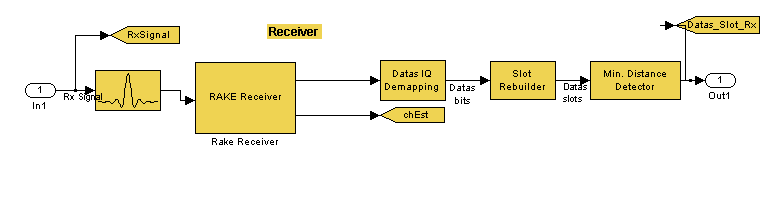 Receiver
RxSignal
Datas_Slot_Rx
1
In1
Rx Signal
RAKE Receiver
Rake Receiver
Datas IQ
Demapping
chEst
Datas
bits
Slot
Rebuilder
Datas
slots
Min. Distance
Detector
1
Out1